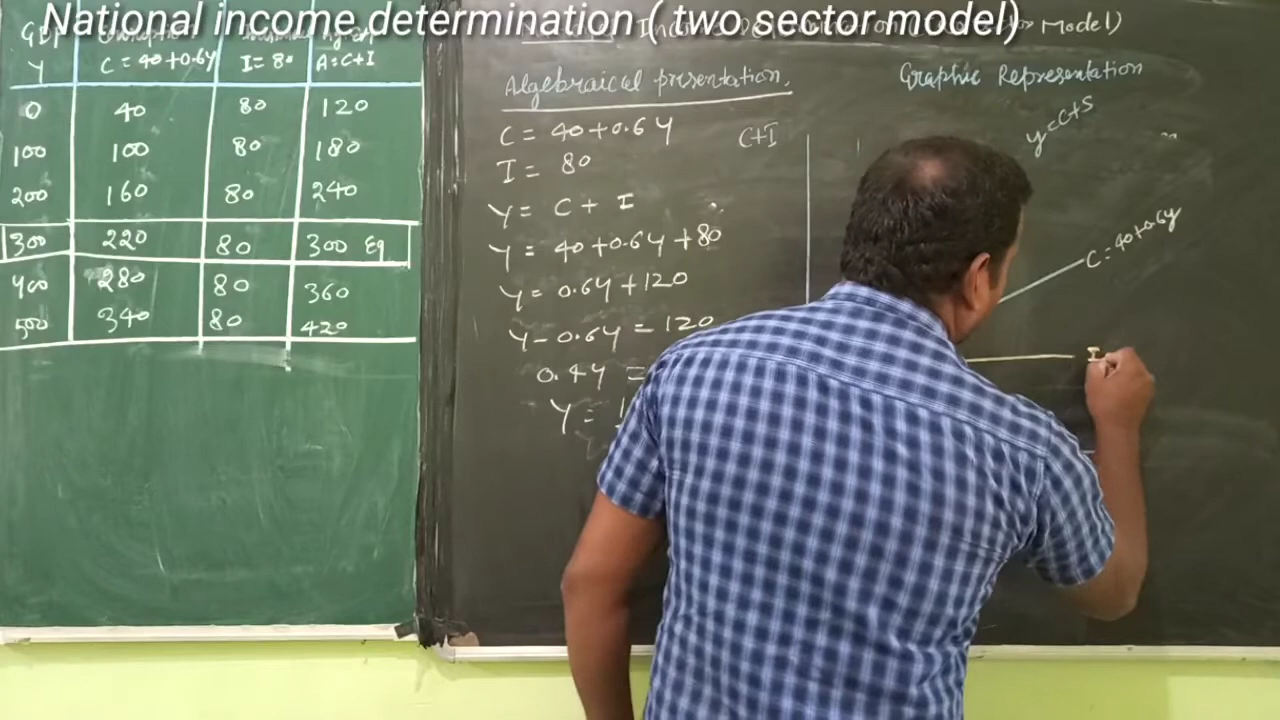 National income determination ( two sector model)
GDP
Y C = 40+0.6Y I = 80 A=C+I
0 40 80 120
100 100 80 180
200 160 80 240
300 220 80 300 Eq
400 280 80 360
500 340 80 420
Model)
Algebraical presentation.
C = 40+0.6Y
I = 80
Y = C + I
Y = 40+0.6Y+80
Y = 0.6Y+120
Y - 0.6Y = 120
0.4Y =
Y =
Graphic Representation
C+I
y=C+S
C = 40+0.6y
I